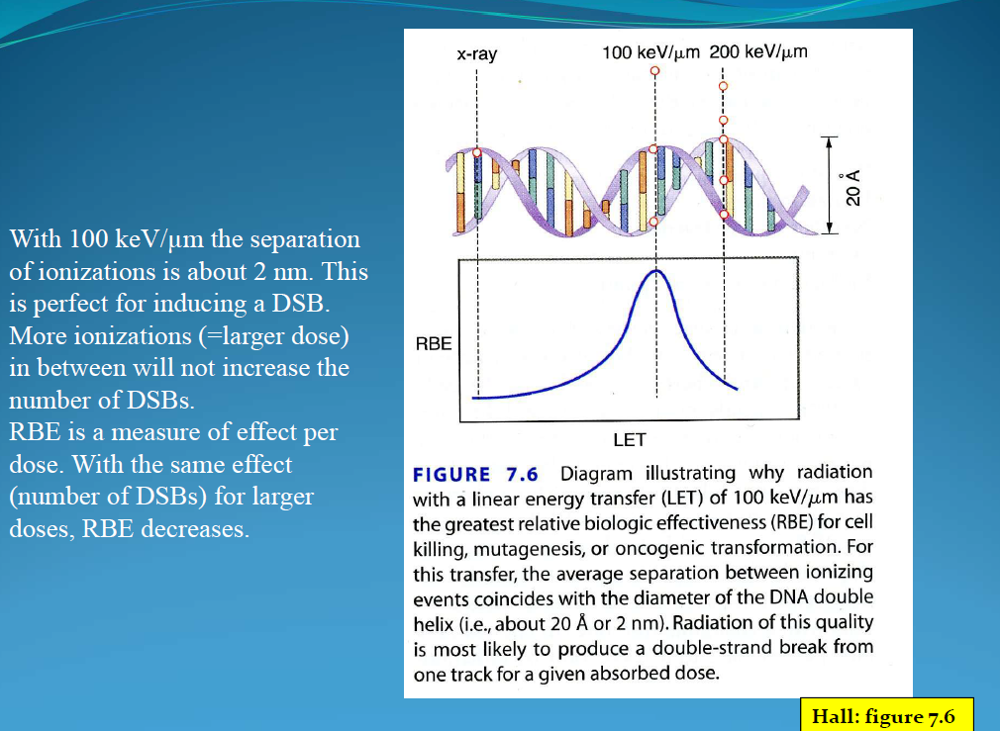 With 100 keV/μm the separation
of ionizations is about 2 nm. This
is perfect for inducing a DSB.
More ionizations (=larger dose)
in between will not increase the
number of DSBs.
RBE is a measure of effect per
dose. With the same effect
(number of DSBs) for larger
doses, RBE decreases.
x-ray 100 keV/μm 200 keV/μm
20 Å
RBE
LET
FIGURE 7.6 Diagram illustrating why radiation
with a linear energy transfer (LET) of 100 keV/μm has
the greatest relative biologic effectiveness (RBE) for cell
killing, mutagenesis, or oncogenic transformation. For
this transfer, the average separation between ionizing
events coincides with the diameter of the DNA double
helix (i.e., about 20 Å or 2 nm). Radiation of this quality
is most likely to produce a double-strand break from
one track for a given absorbed dose.
Hall: figure 7.6